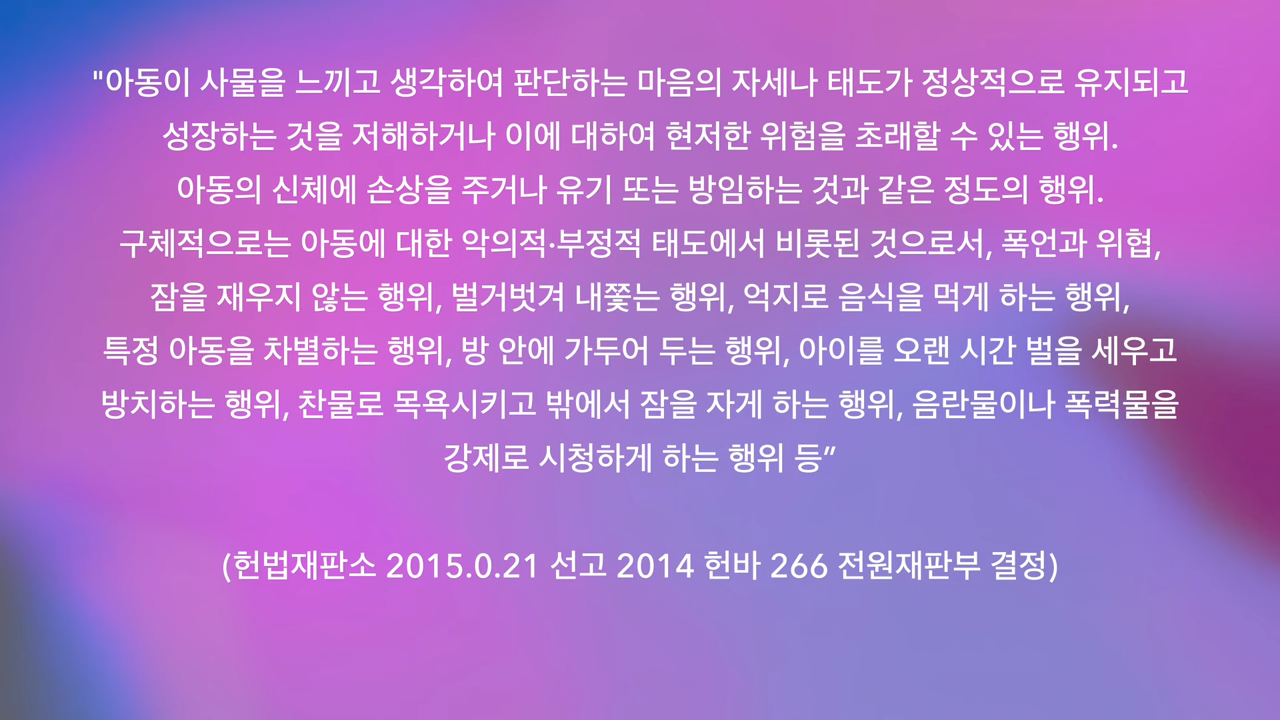 "아동이 사물을 느끼고 생각하여 판단하는 마음의 자세나 태도가 정상적으로 유지되고
성장하는 것을 저해하거나 이에 대하여 현저한 위험을 초래할 수 있는 행위.
아동의 신체에 손상을 주거나 유기 또는 방임하는 것과 같은 정도의 행위.
구체적으로는 아동에 대한 악의적·부정적 태도에서 비롯된 것으로서, 폭언과 위협,
잠을 재우지 않는 행위, 벌거벗겨 내쫓는 행위, 억지로 음식을 먹게 하는 행위,
특정 아동을 차별하는 행위, 방 안에 가두어 두는 행위, 아이를 오랜 시간 벌을 세우고
방치하는 행위, 찬물로 목욕시키고 밖에서 잠을 자게 하는 행위, 음란물이나 폭력물을
강제로 시청하게 하는 행위 등”
(헌법재판소 2015.0.21 선고 2014 헌바 266 전원재판부 결정)